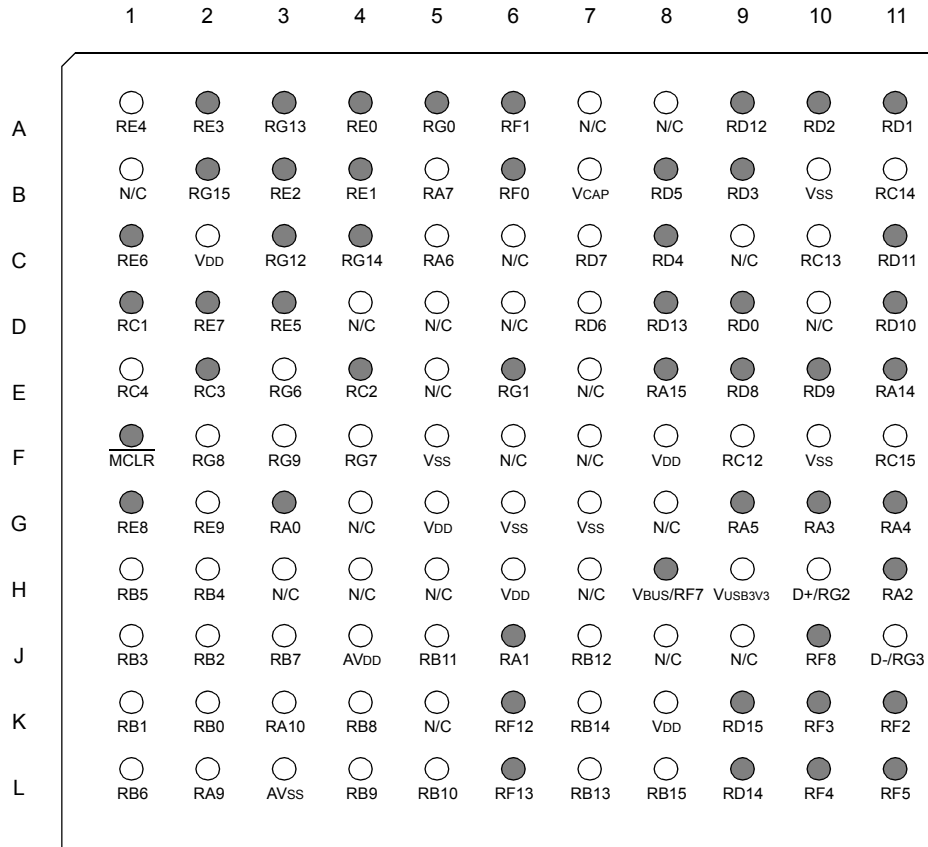 1 2 3 4 5 6 7 8 9 10 11
A
RE4 RE3 RG13 RE0 RG0 RF1 N/C N/C RD12 RD2 RD1
B
N/C RG15 RE2 RE1 RA7 RF0 VCAP RD5 RD3 VSS RC14
C
RE6 VDD RG12 RG14 RA6 N/C RD7 RD4 N/C RC13 RD11
D
RC1 RE7 RE5 N/C N/C N/C RD6 RD13 RD0 N/C RD10
E
RC4 RC3 RG6 RC2 N/C RG1 N/C RA15 RD8 RD9 RA14
F
MCLR RG8 RG9 RG7 VSS N/C N/C VDD RC12 VSS RC15
G
RE8 RE9 RA0 N/C VDD VSS VSS N/C RA5 RA3 RA4
H
RB5 RB4 N/C N/C N/C VDD N/C VBUS/RF7 VUSB3V3 D+/RG2 RA2
J
RB3 RB2 RB7 AVDD RB11 RA1 RB12 N/C N/C RF8 D-/RG3
K
RB1 RB0 RA10 RB8 N/C RF12 RB14 VDD RD15 RF3 RF2
L
RB6 RA9 AVSS RB9 RB10 RF13 RB13 RB15 RD14 RF4 RF5